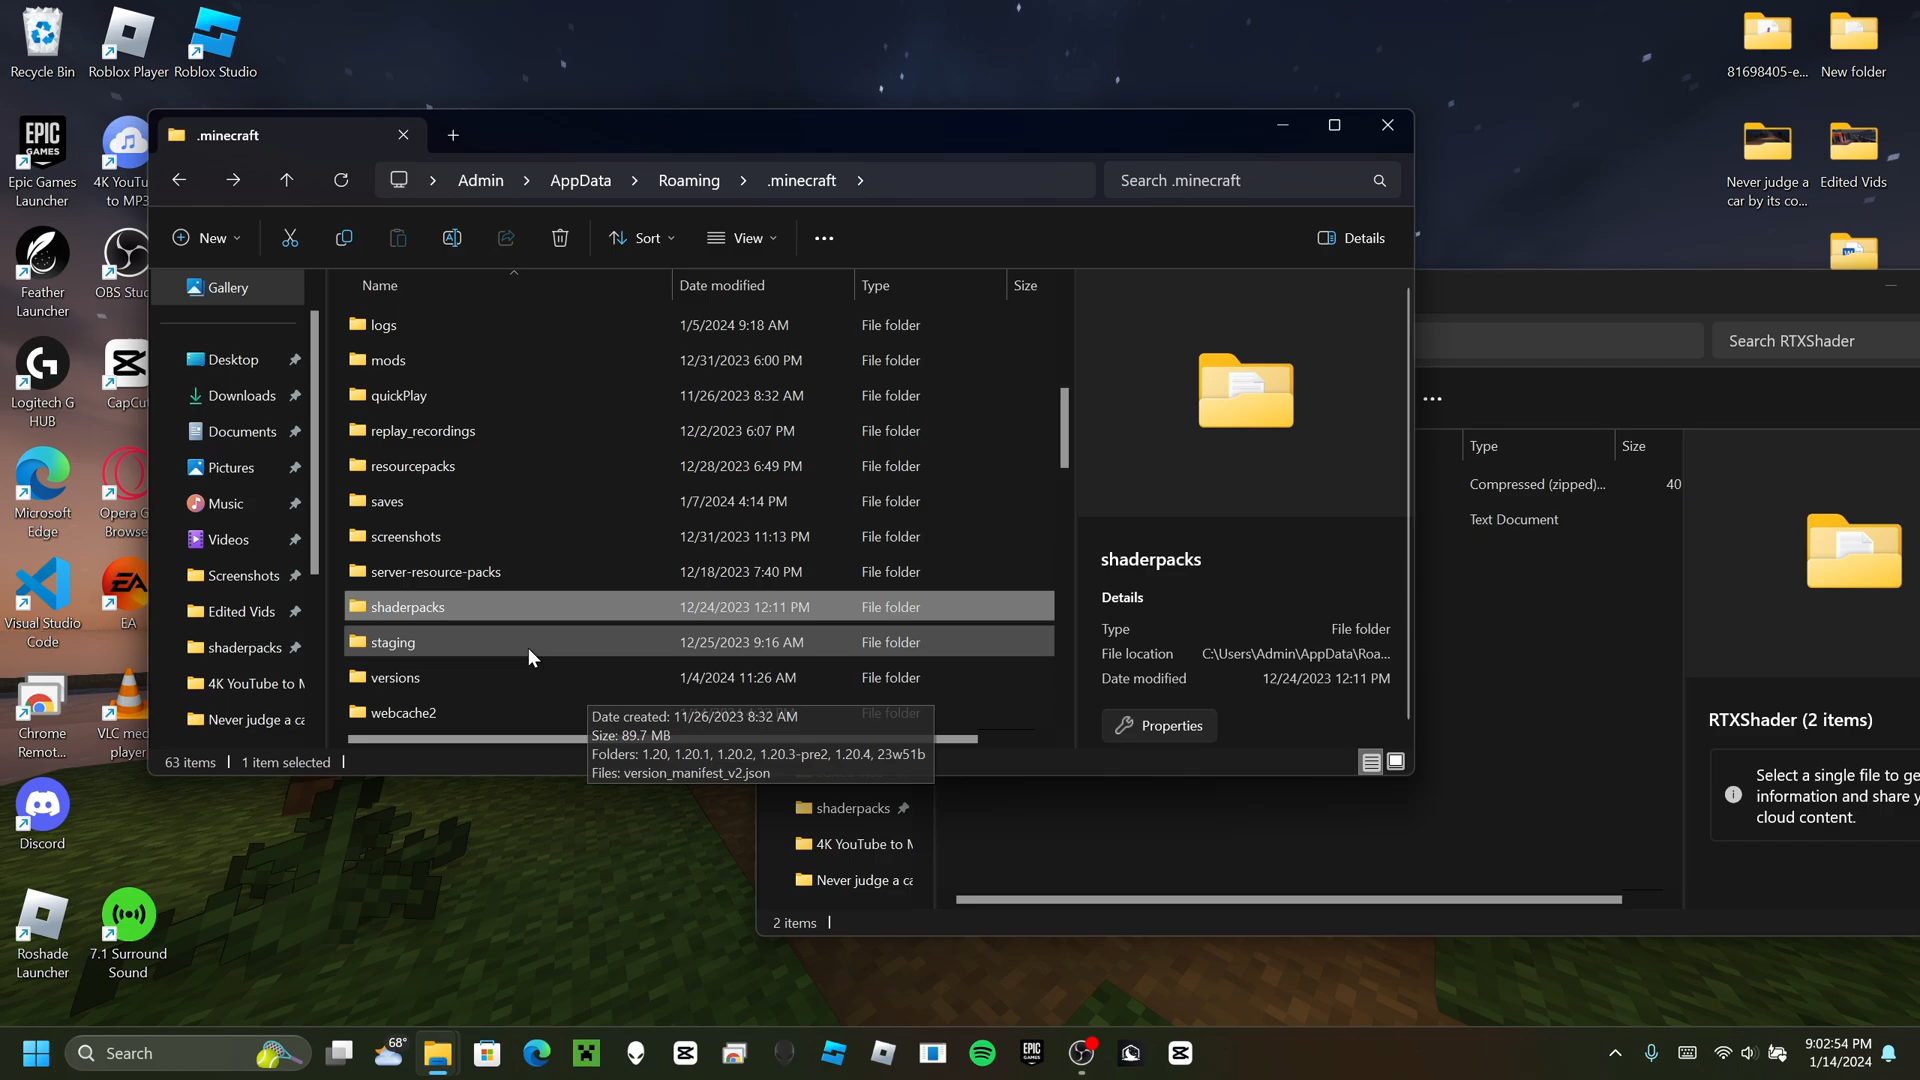 Recycle Bin
Roblox Player
Roblox Studio
81698405-e...
New folder
EPIC
GAMES
Epic Games
Launcher
4K YouTu
to MP3
Never judge a
car by its co...
Edited Vids
Feather
Launcher
OBS Stud
Logitech G
HUB
CapCut
Microsoft
Edge
Opera G
Browse
Visual Studio
Code
EA
EA
Chrome
Remot...
VLC med
player
Discord
Roshade
Launcher
7.1 Surround
Sound
.minecraft
Admin
AppData
Roaming
.minecraft
Search .minecraft
New
Sort
View
Details
Gallery
Desktop
Downloads
Documents
Pictures
Music
Videos
Screenshots
Edited Vids
shaderpacks
4K YouTube to M
Never judge a ca
Name
Date modified
Type
Size
logs 1/5/2024 9:18 AM File folder
mods 12/31/2023 6:00 PM File folder
quickPlay 11/26/2023 8:32 AM File folder
replay_recordings 12/2/2023 6:07 PM File folder
resourcepacks 12/28/2023 6:49 PM File folder
saves 1/7/2024 4:14 PM File folder
screenshots 12/31/2023 11:13 PM File folder
server-resource-packs 12/18/2023 7:40 PM File folder
shaderpacks 12/24/2023 12:11 PM File folder
staging 12/25/2023 9:16 AM File folder
versions 1/4/2024 11:26 AM File folder
webcache2 File folder
Date created: 11/26/2023 8:32 AM
Size: 89.7 MB
Folders: 1.20, 1.20.1, 1.20.2, 1.20.3-pre2, 1.20.4, 23w51b
Files: version_manifest_v2.json
63 items
1 item selected
shaderpacks
Details
Type File folder
File location C:\Users\Admin\AppData\Roa...
Date modified 12/24/2023 12:11 PM
Properties
Search RTXShader
Type
Size
Compressed (zipped)... 40
Text Document
RTXShader (2 items)
Select a single file to ge
information and share y
cloud content.
shaderpacks
4K YouTube to M
Never judge a ca
2 items
Search
68°
EPIC
9:02:54 PM
1/14/2024